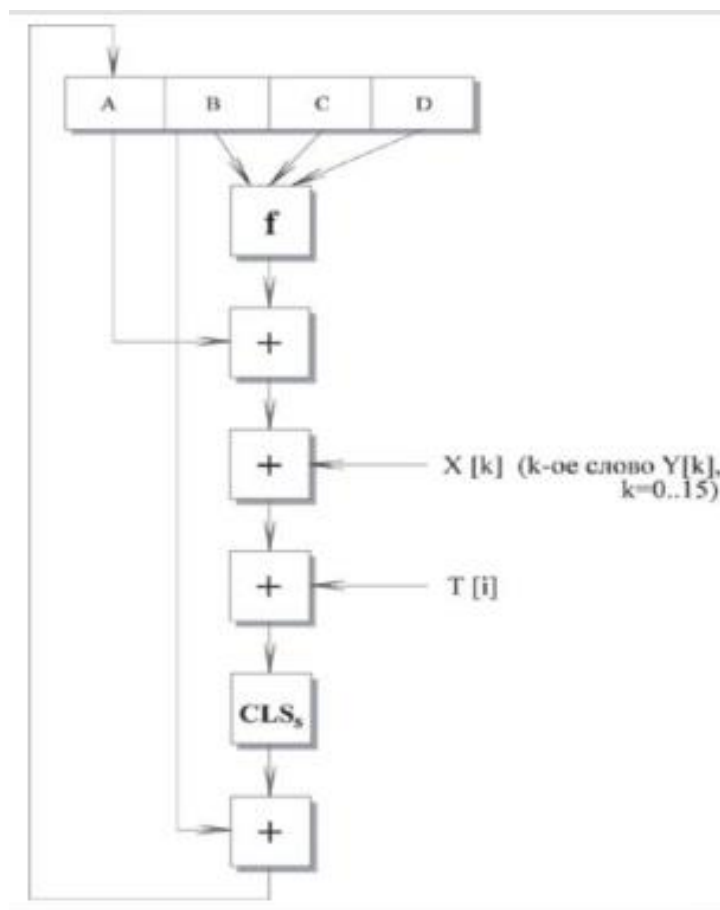 A B C D
f
+
+
X [k] (k-ое слово Y[k],
k=0..15)
+
T [i]
CLSs
+